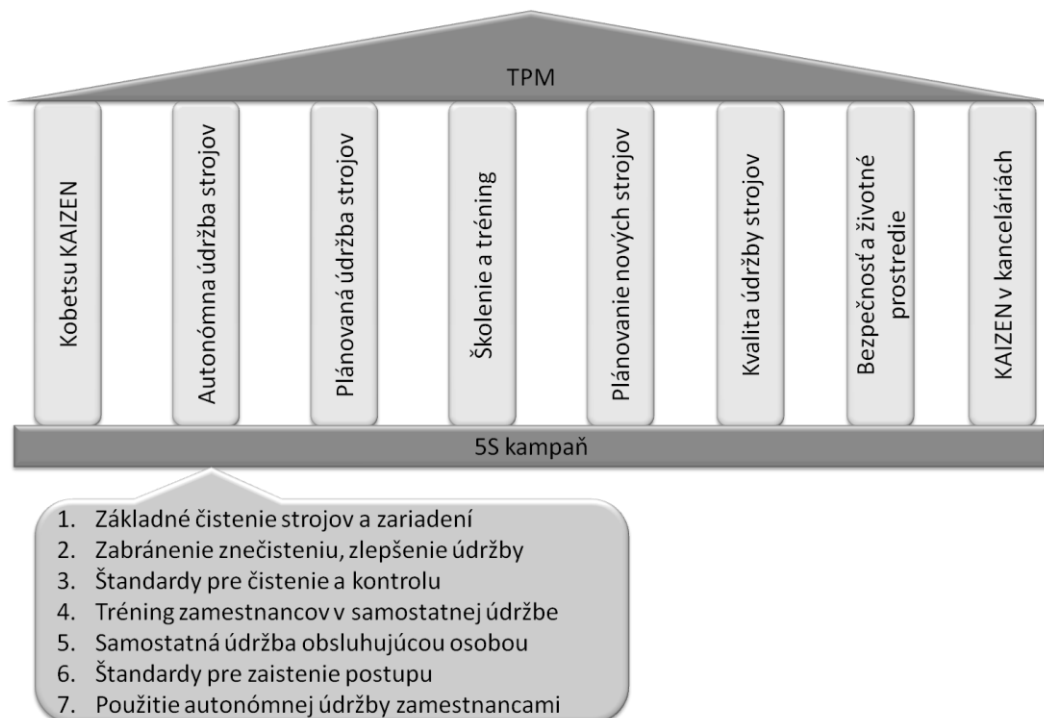 TPM
Kobetsu KAIZEN
Autonómna údržba strojov
Plánovaná údržba strojov
Školenie a tréning
Plánovanie nových strojov
Kvalita údržby strojov
Bezpečnosť a životné
prostredie
KAIZEN v kanceláriách
5S kampaň
1. Základné čistenie strojov a zariadení
2. Zabránenie znečisteniu, zlepšenie údržby
3. Štandardy pre čistenie a kontrolu
4. Tréning zamestnancov v samostatnej údržbe
5. Samostatná údržba obsluhujúcou osobou
6. Štandardy pre zaistenie postupu
7. Použitie autonómnej údržby zamestnancami